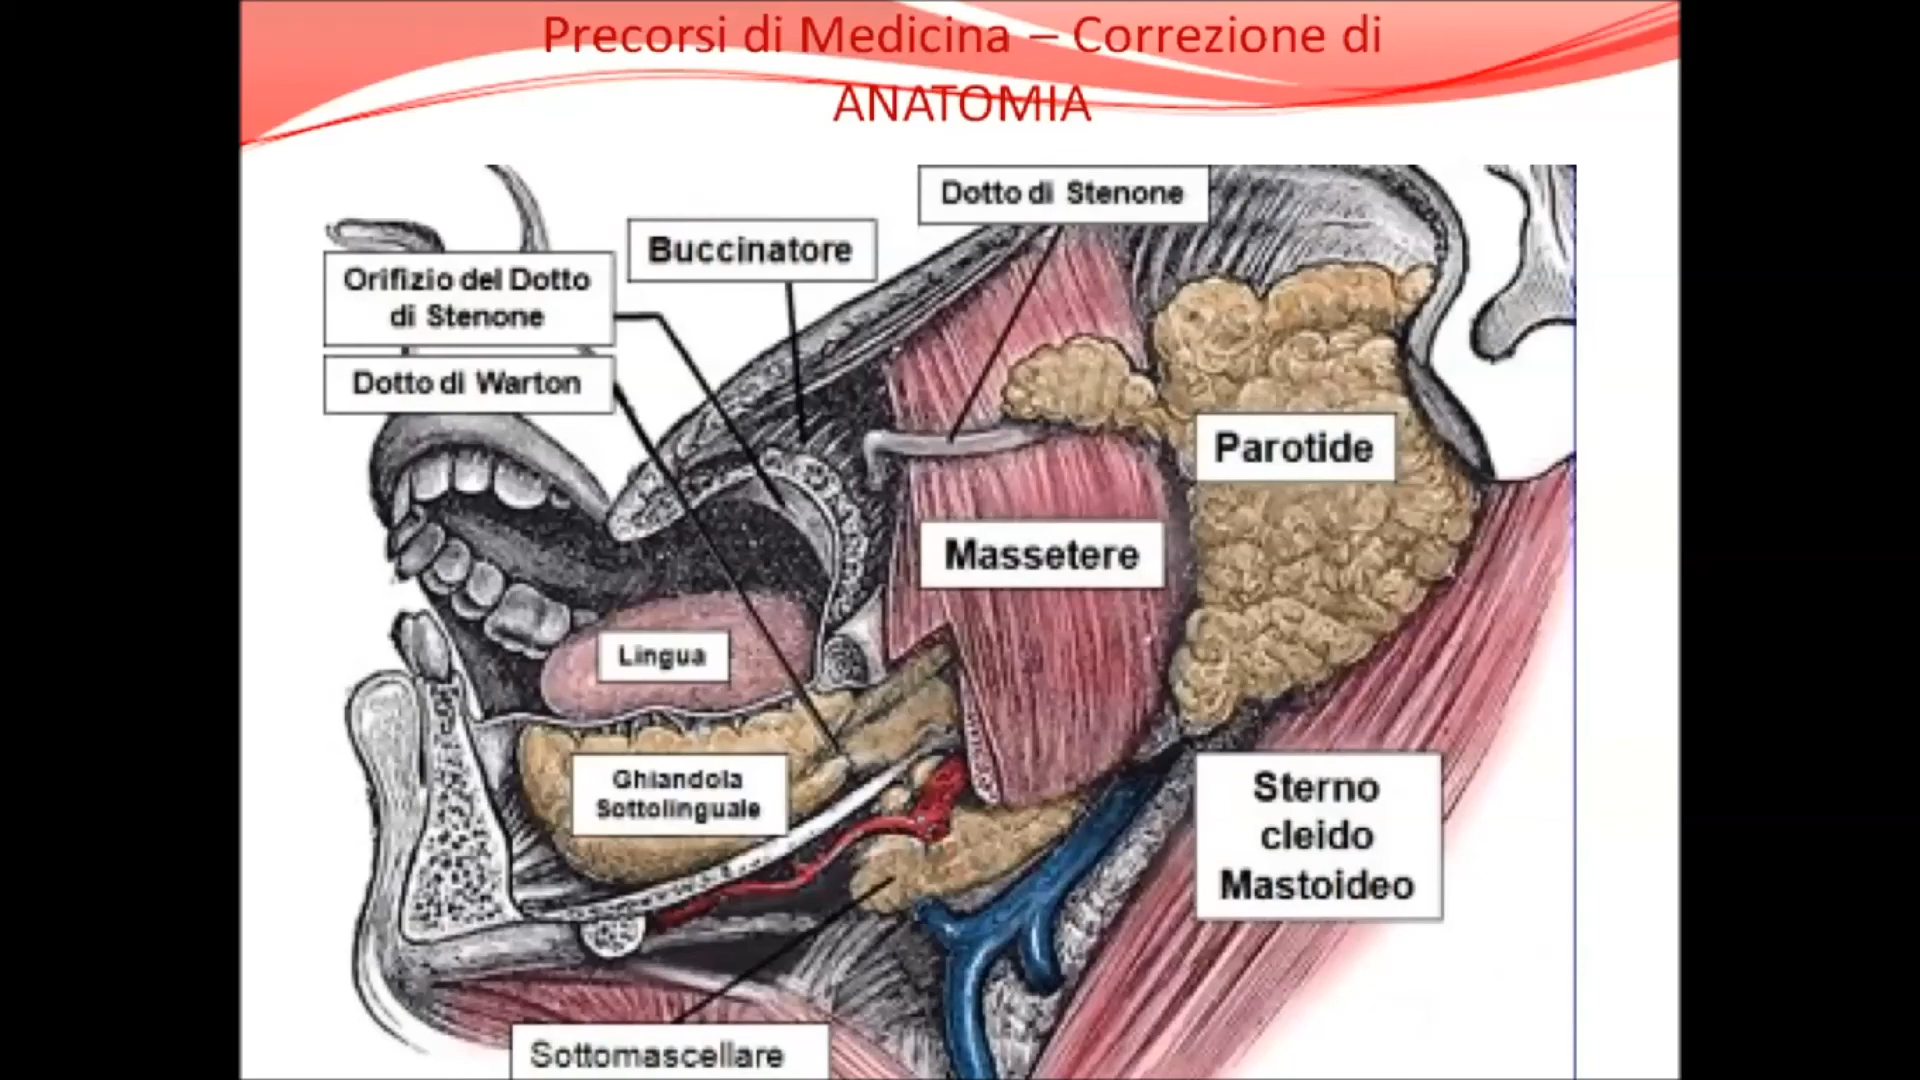 Precorsi di Medicina – Correzione di
ANATOMIA
Dotto di Stenone
Buccinatore
Orifizio del Dotto
di Stenone
Dotto di Warton
Parotide
Massetere
Lingua
Ghiandola
Sottolinguale
Sterno
cleido
Mastoideo
Sottomascellare